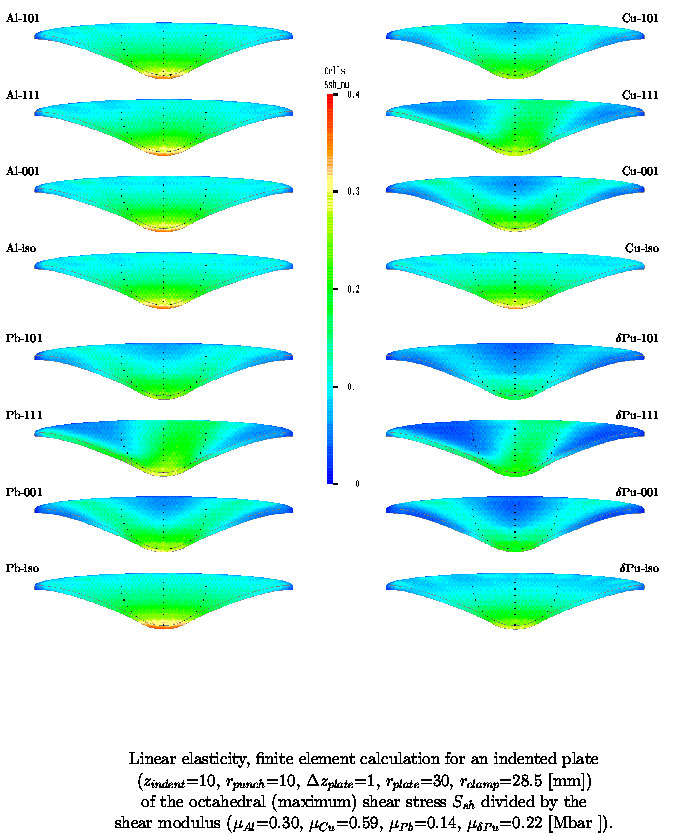 Al-101
Cu-101
Cells
Ssh_nu
0.4
Al-111
Cu-111
Al-001
Cu-001
0.3
Al-iso
Cu-iso
0.2
Pb-101
δPu-101
0.
Pb-111
δPu-111
0
Pb-001
δPu-001
Pb-iso
δPu-iso
Linear elasticity, finite element calculation for an indented plate
(z_indent=10, r_punch=10, Δz_plate=1, r_plate=30, r_clamp=28.5 [mm])
of the octahedral (maximum) shear stress S_sh divided by the
shear modulus (μ_Al=0.30, μ_Cu=0.59, μ_Pb=0.14, μ_δPu=0.22 [Mbar ]).